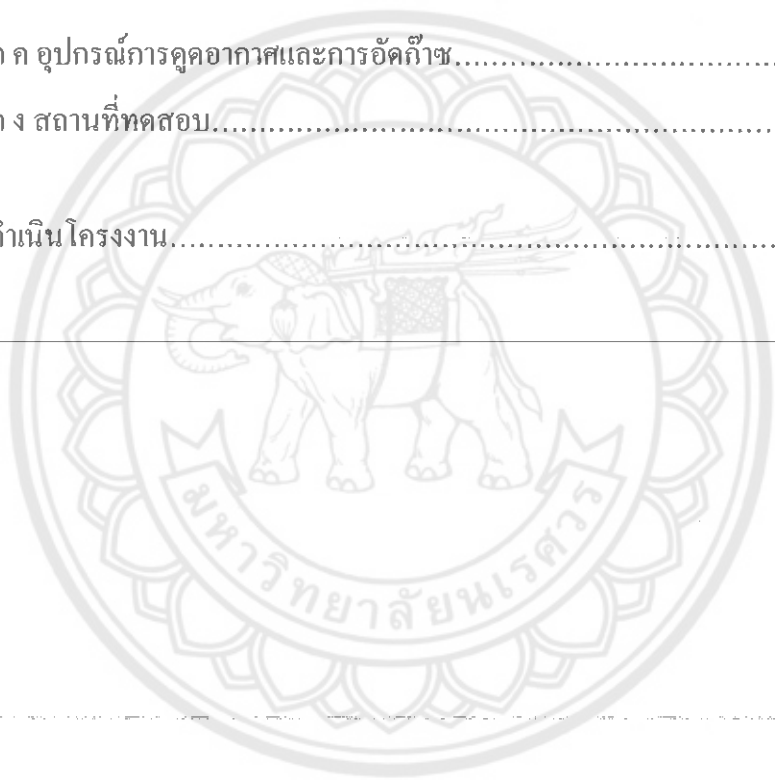 ค อุปกรณ์การดูดอากาศและการอัดก๊าซ
ง สถานที่ทดสอบ
ดำเนินโครงงาน
มหาวิทยาลัยนเรศวร